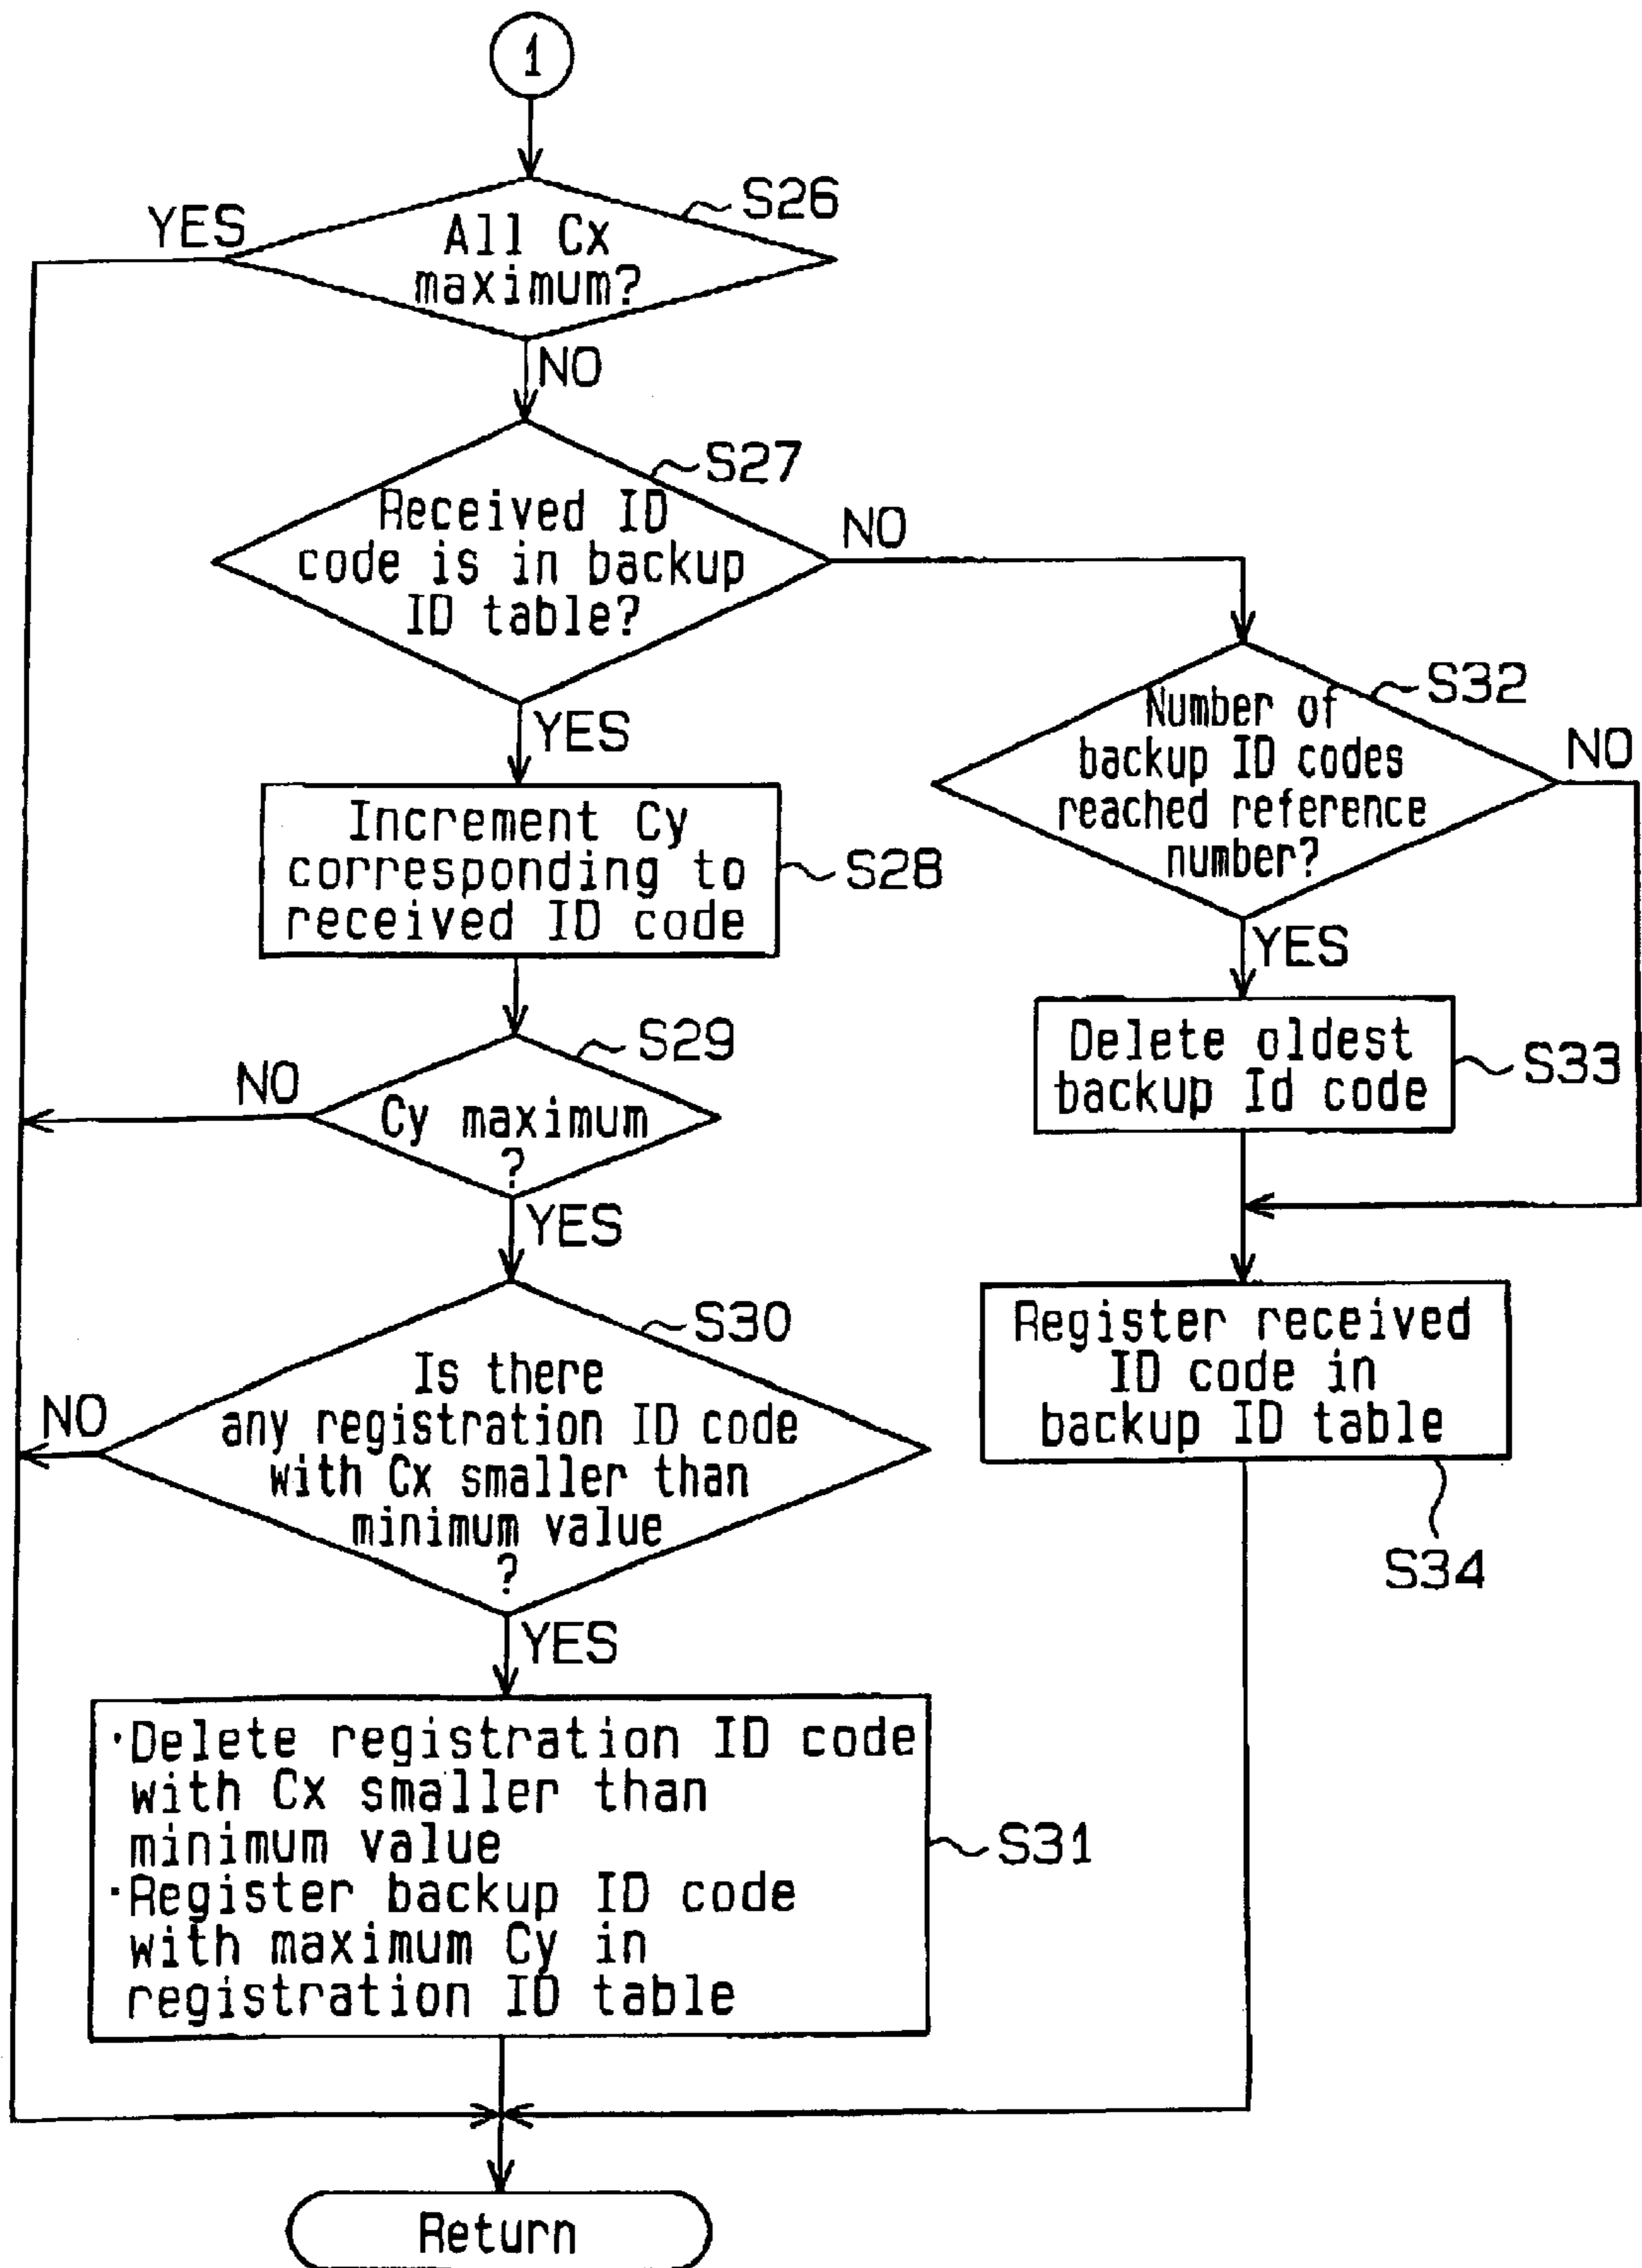 1
S26
YES
All Cx
maximum?
NO
S27
Received ID
code is in backup
ID table?
NO
YES
S32
Number of
backup ID codes
reached reference
number?
NO
YES
Increment Cy
corresponding to
received ID code
S28
S29
NO
Cy maximum
?
YES
Delete oldest
backup Id code
S33
S30
Is there
any registration ID code
with Cx smaller than
minimum value
?
NO
YES
Register received
ID code in
backup ID table
S34
·Delete registration ID code
with Cx smaller than
minimum value
·Register backup ID code
with maximum Cy in
registration ID table
S31
Return